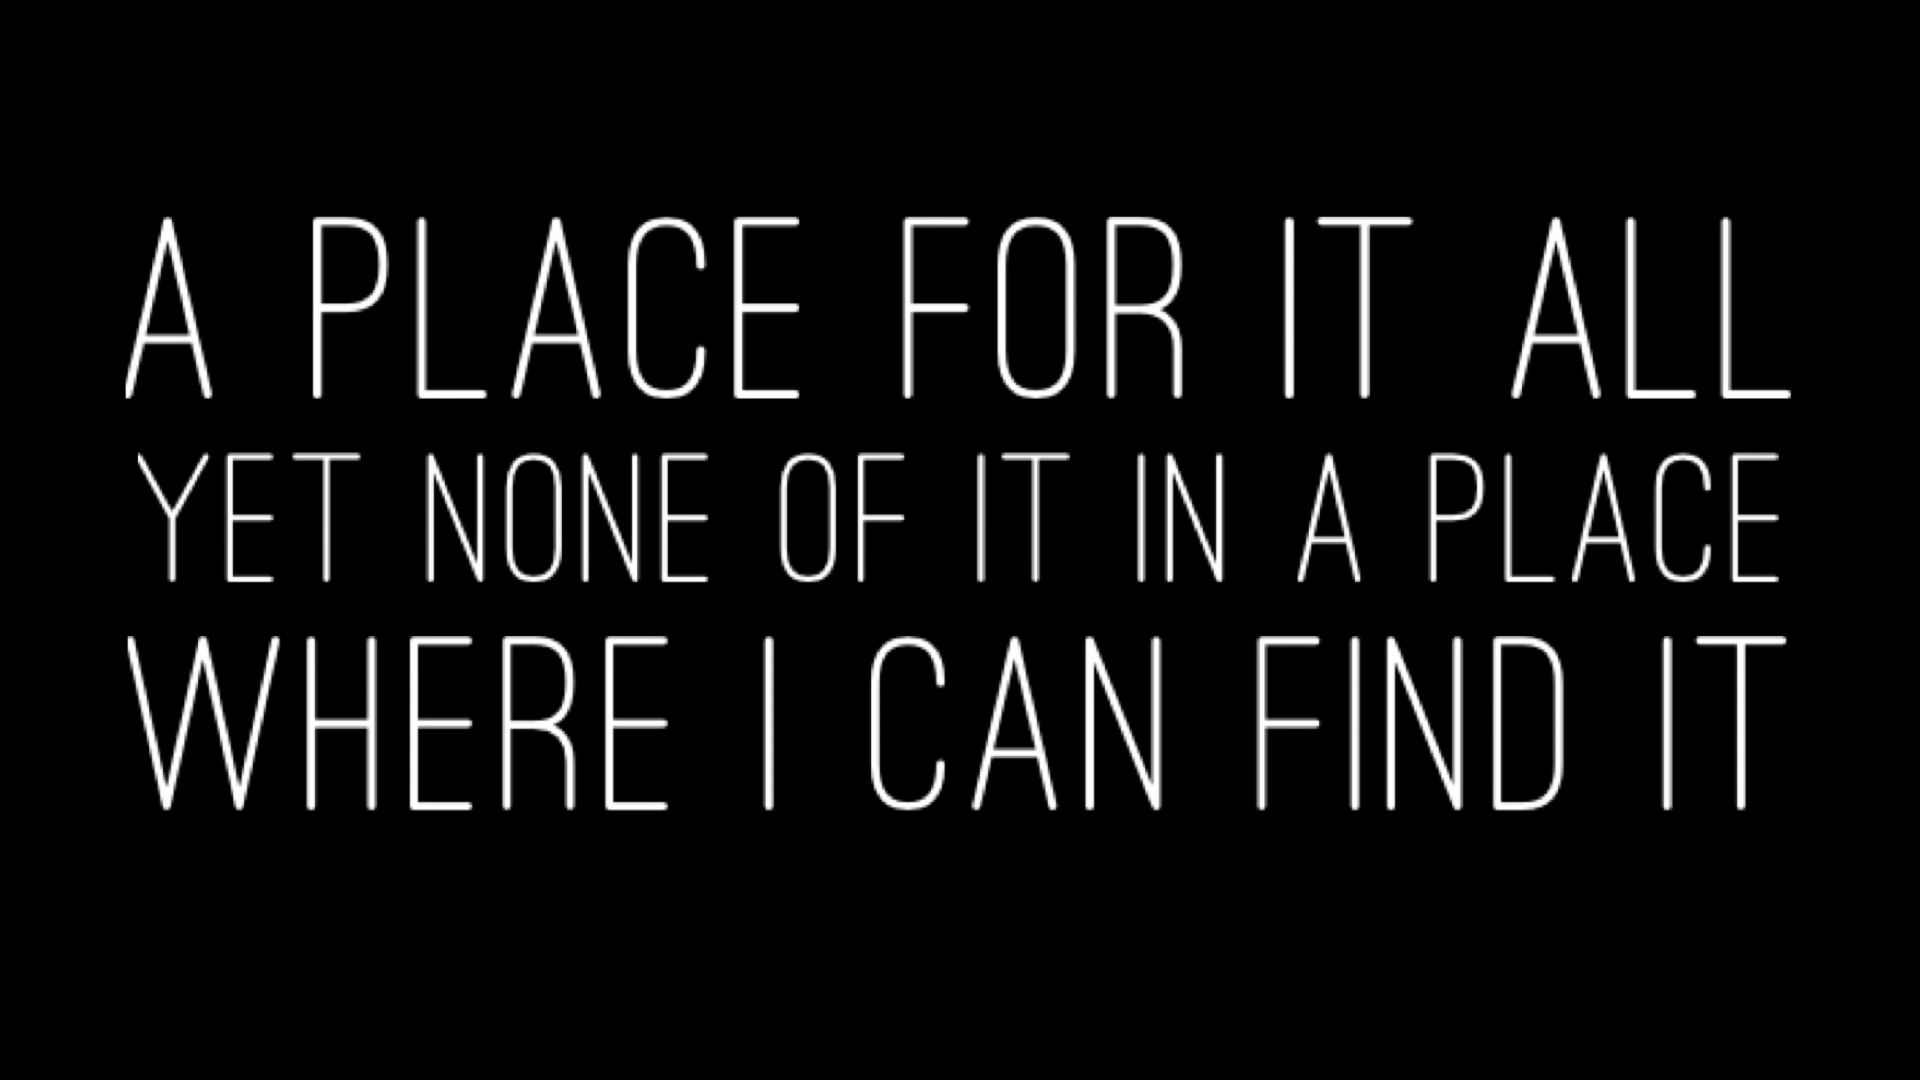 A PLACE FOR IT ALL
YET NONE OF IT IN A PLACE
WHERE I CAN FIND IT